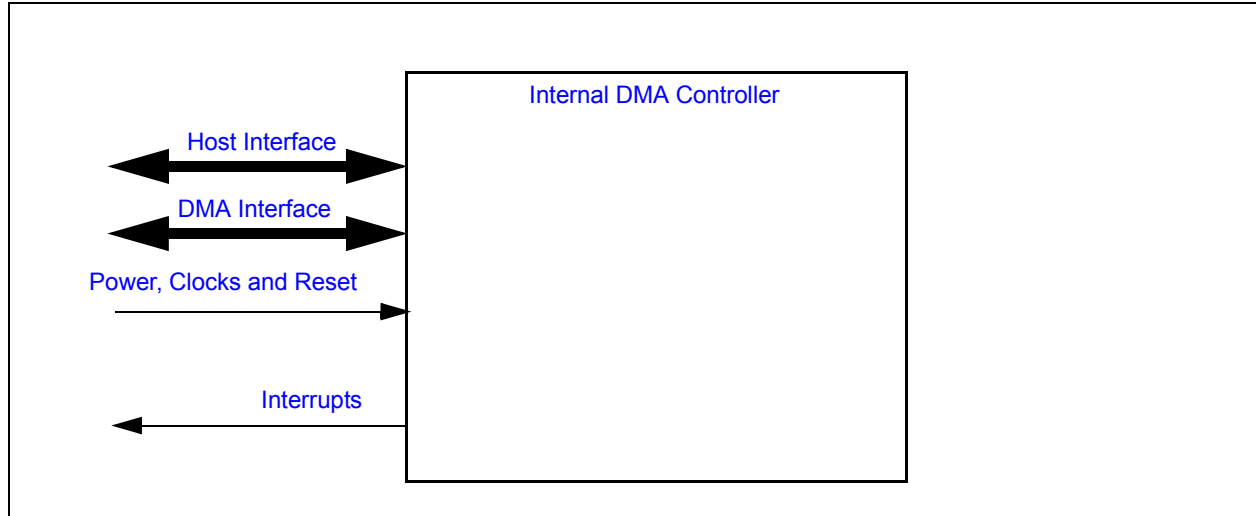 Internal DMA Controller
Host Interface
DMA Interface
Power, Clocks and Reset
Interrupts